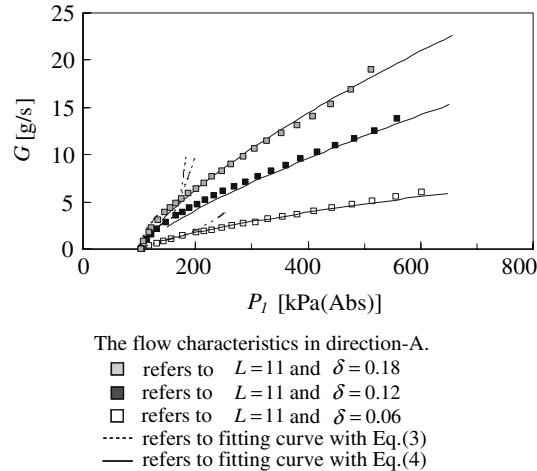 25
20
15
10
5
0
G [g/s]
0 200 400 600 800
P₁ [kPa(Abs)]
The flow characteristics in direction-A.
refers to L=11 and δ=0.18
refers to L=11 and δ=0.12
refers to L=11 and δ=0.06
refers to fitting curve with Eq.(3)
refers to fitting curve with Eq.(4)